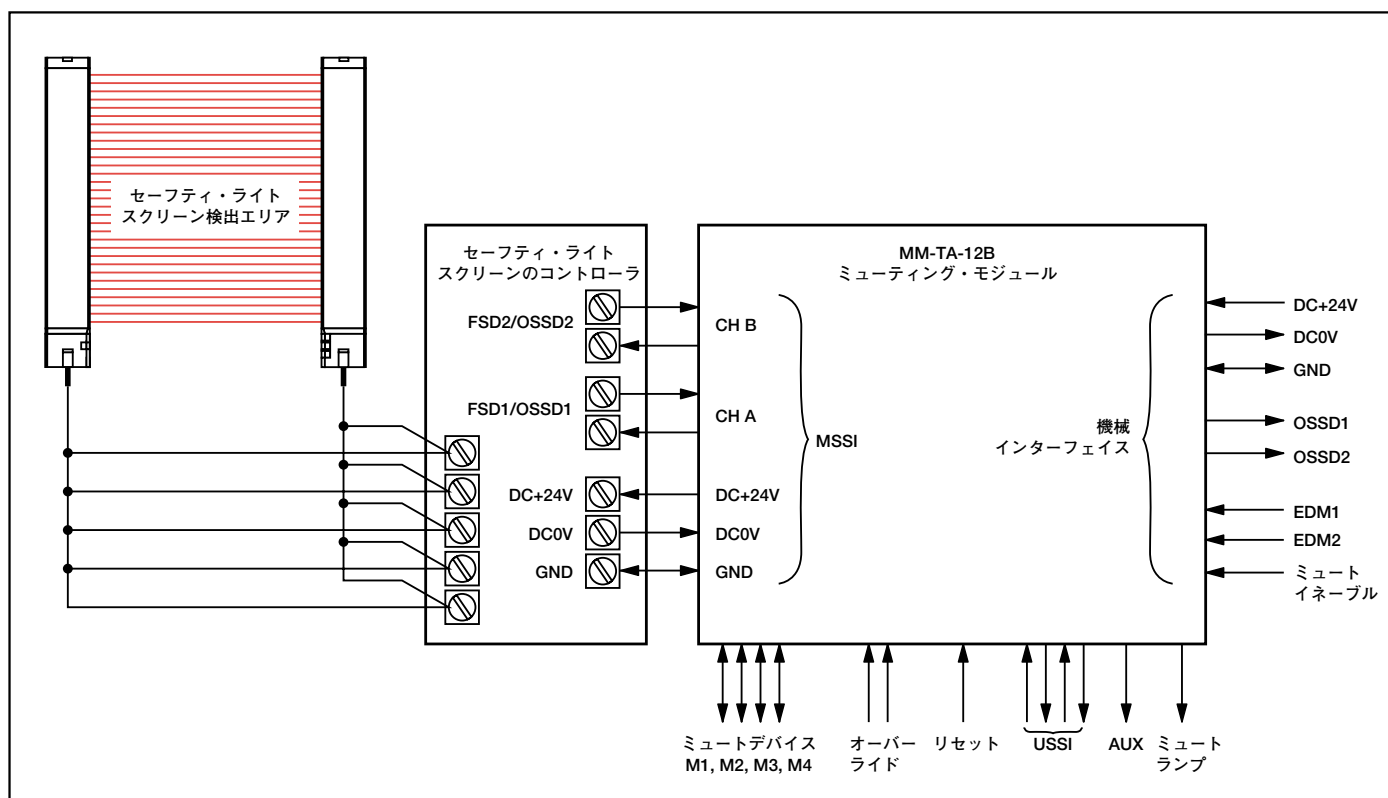 セーフティ・ライト
スクリーン検出エリア
セーフティ・ライト
スクリーンのコントローラ
FSD2/OSSD2
FSD1/OSSD1
DC+24V
DC0V
GND
MM-TA-12B
ミューティング・モジュール
CH B
CH A
MSSI
DC+24V
DC0V
GND
機械
インターフェイス
DC+24V
DC0V
GND
OSSD1
OSSD2
EDM1
EDM2
ミュート
イネーブル
ミュートデバイス
M1, M2, M3, M4
オーバー
ライド
リセット
USSI
AUX
ミュート
ランプ